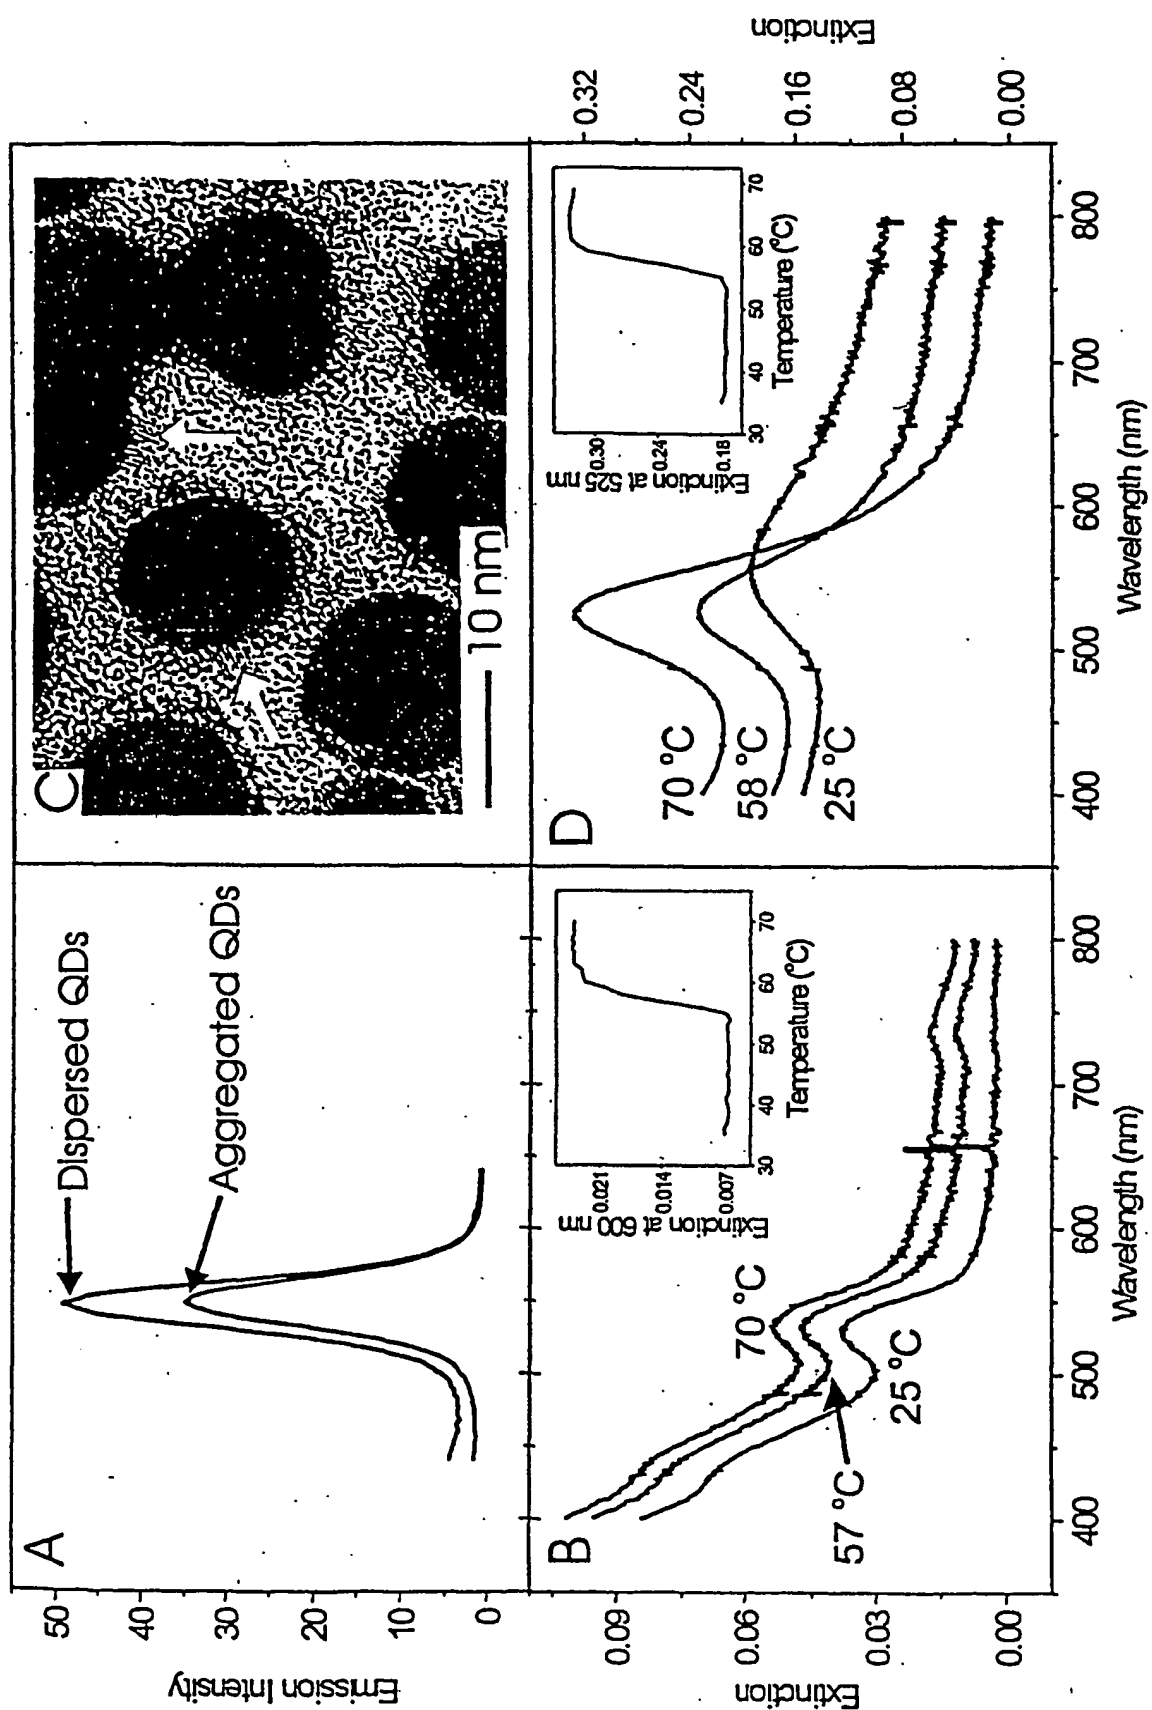 A
Dispersed QDs
Aggregated QDs
50
40
30
20
10
0
Emission Intensity
C
10 nm
B
70 °C
57 °C
25 °C
0.09
0.06
0.03
0.00
Extinction
400
500
600
700
800
Wavelength (nm)
Extinction at 600 nm
0.021
0.014
0.007
30
40
50
60
70
Temperature (°C)
D
70 °C
58 °C
25 °C
Extinction at 525 nm
0.30
0.24
0.18
30
40
50
60
70
Temperature (°C)
400
500
600
700
800
Wavelength (nm)
0.32
0.24
0.16
0.08
0.00
Extinction